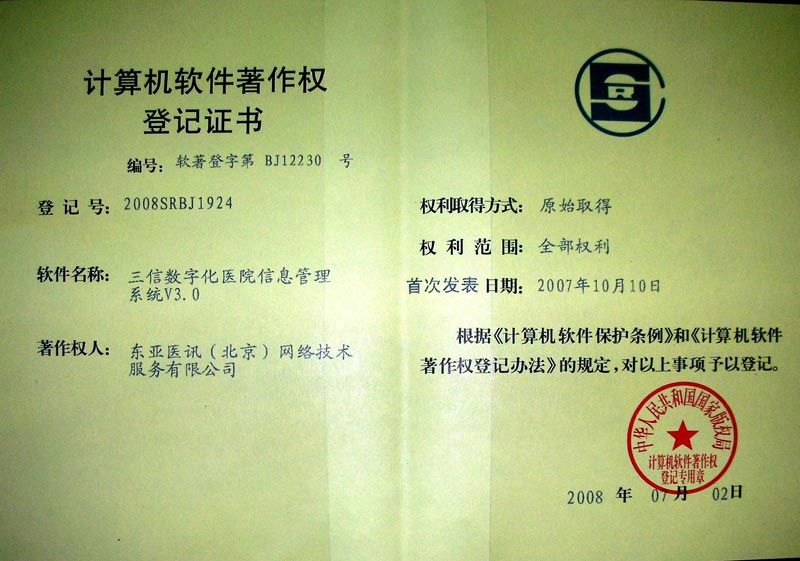 计算机软件著作权
登记证书
编号: 软著登字第 BJ12230 号
登 记 号: 2008SRBJ1924
软件名称: 三信数字化医院信息管理
系统V3.0
著作权人: 东亚医讯(北京)网络技术
服务有限公司
R
权利取得方式: 原始取得
权 利 范 围: 全部权利
首次发表日期: 2007年10月10日
根据《计算机软件保护条例》和《计算机软件
著作权登记办法》的规定,对以上事项予以登记。
中华人民共和国国家版权局
计算机软件著作权
登记专用章
2008 年 07月 02日